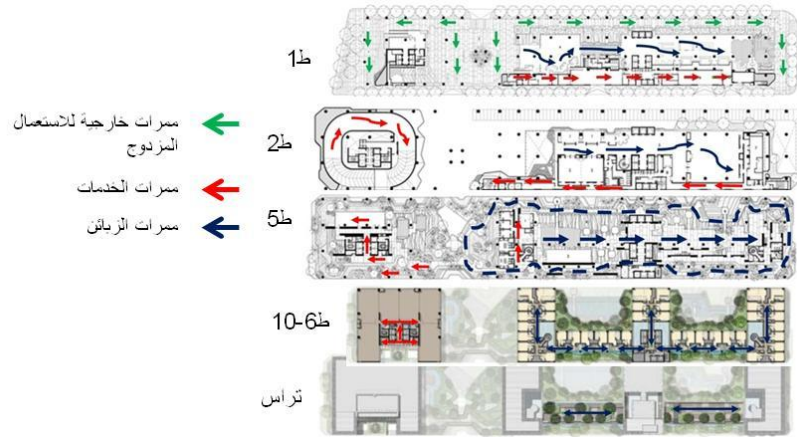 ط1
ممرات خارجية للاستعمال
المزدوج
ط2
ممرات الخدمات
ممرات الزبائن
ط5
ط6-10
تراس